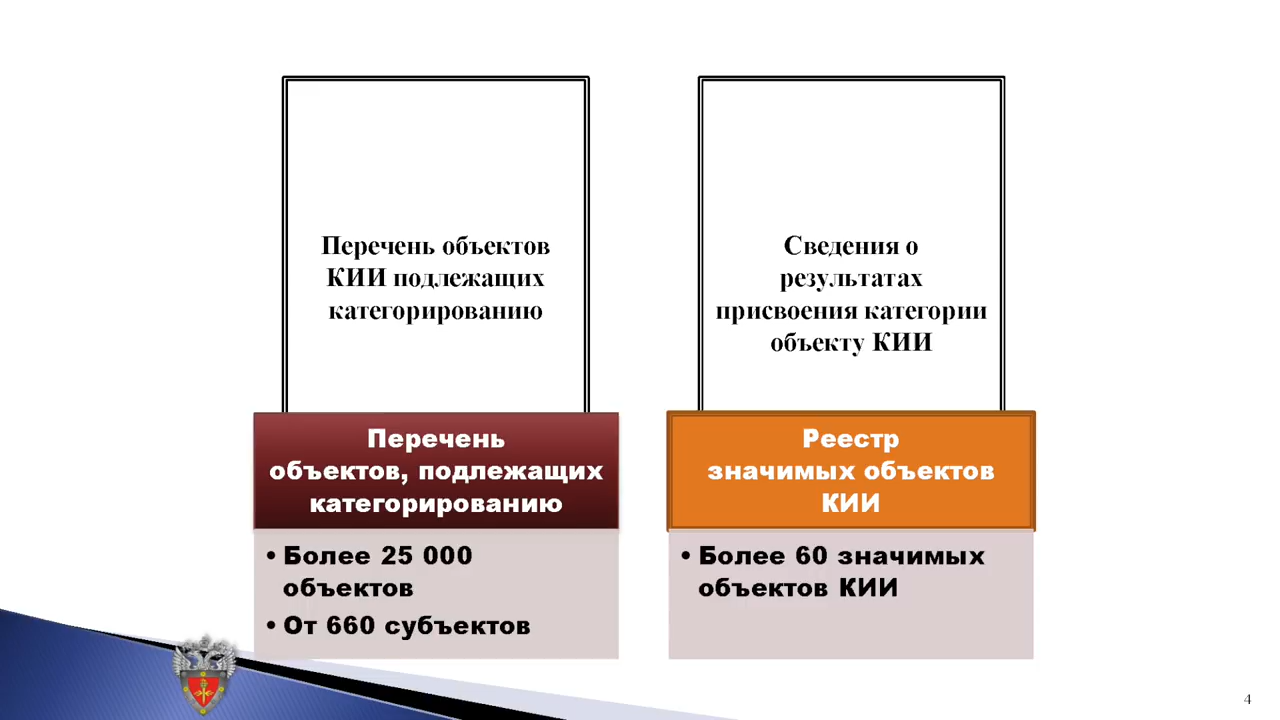 Перечень объектов
КИИ подлежащих
категорированию
Перечень
объектов, подлежащих
категорированию
• Более 25 000
объектов
• От 660 субъектов
Сведения о
результатах
присвоения категории
объекту КИИ
Реестр
значимых объектов
КИИ
• Более 60 значимых
объектов КИИ
4